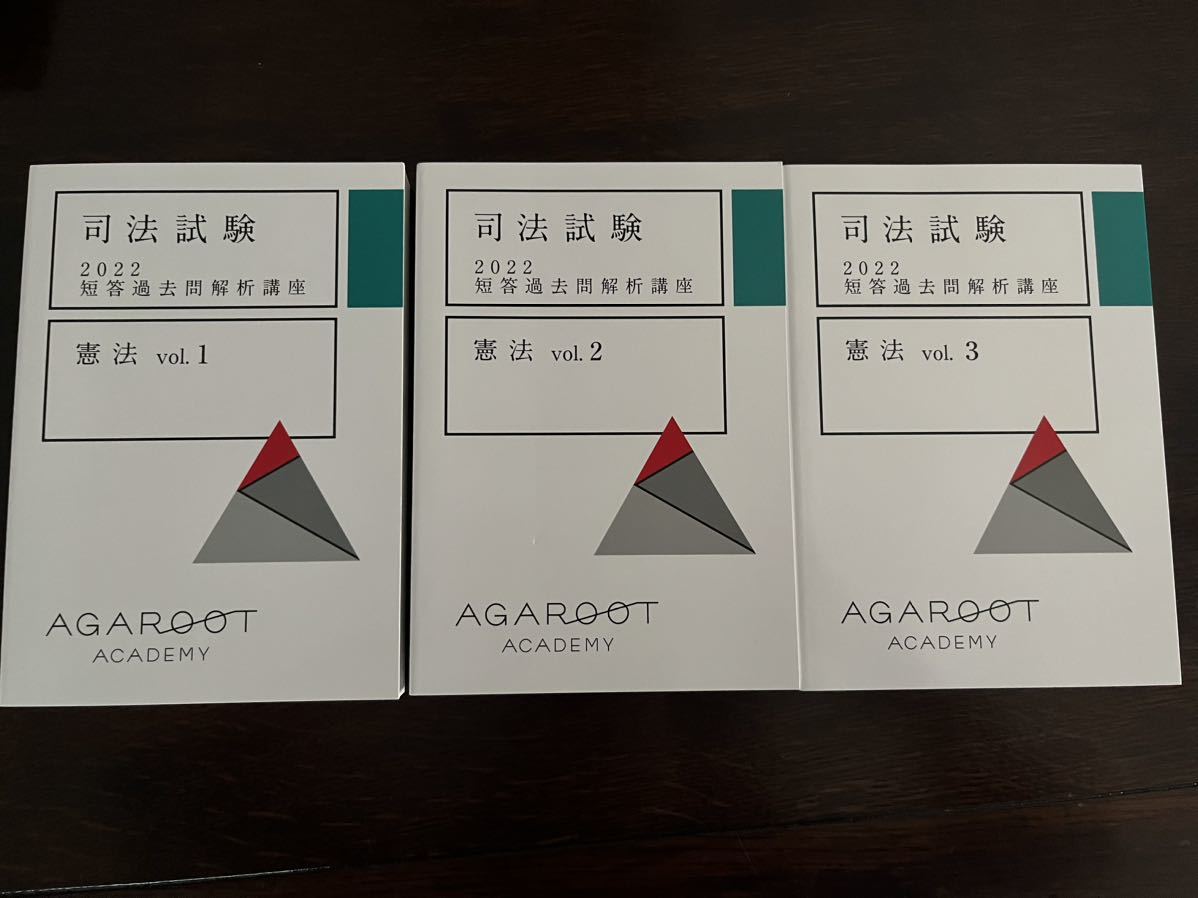 司法試験
2022
短答過去問解析講座
憲法 vol. 1
AGAROOT
ACADEMY
司法試験
2022
短答過去問解析講座
憲法 vol. 2
AGAROOT
ACADEMY
司法試験
2022
短答過去問解析講座
憲法 vol. 3
AGAROOT
ACADEMY